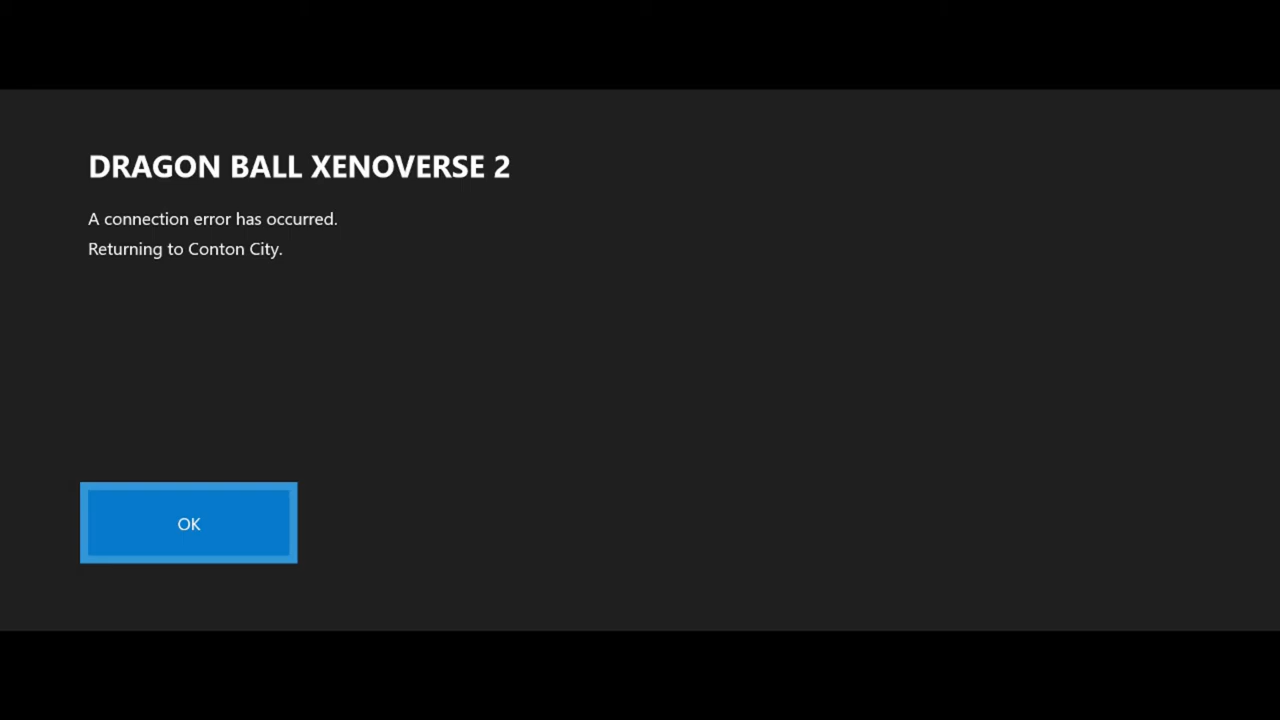 DRAGON BALL XENOVERSE 2
A connection error has occurred.
Returning to Conton City.
OK